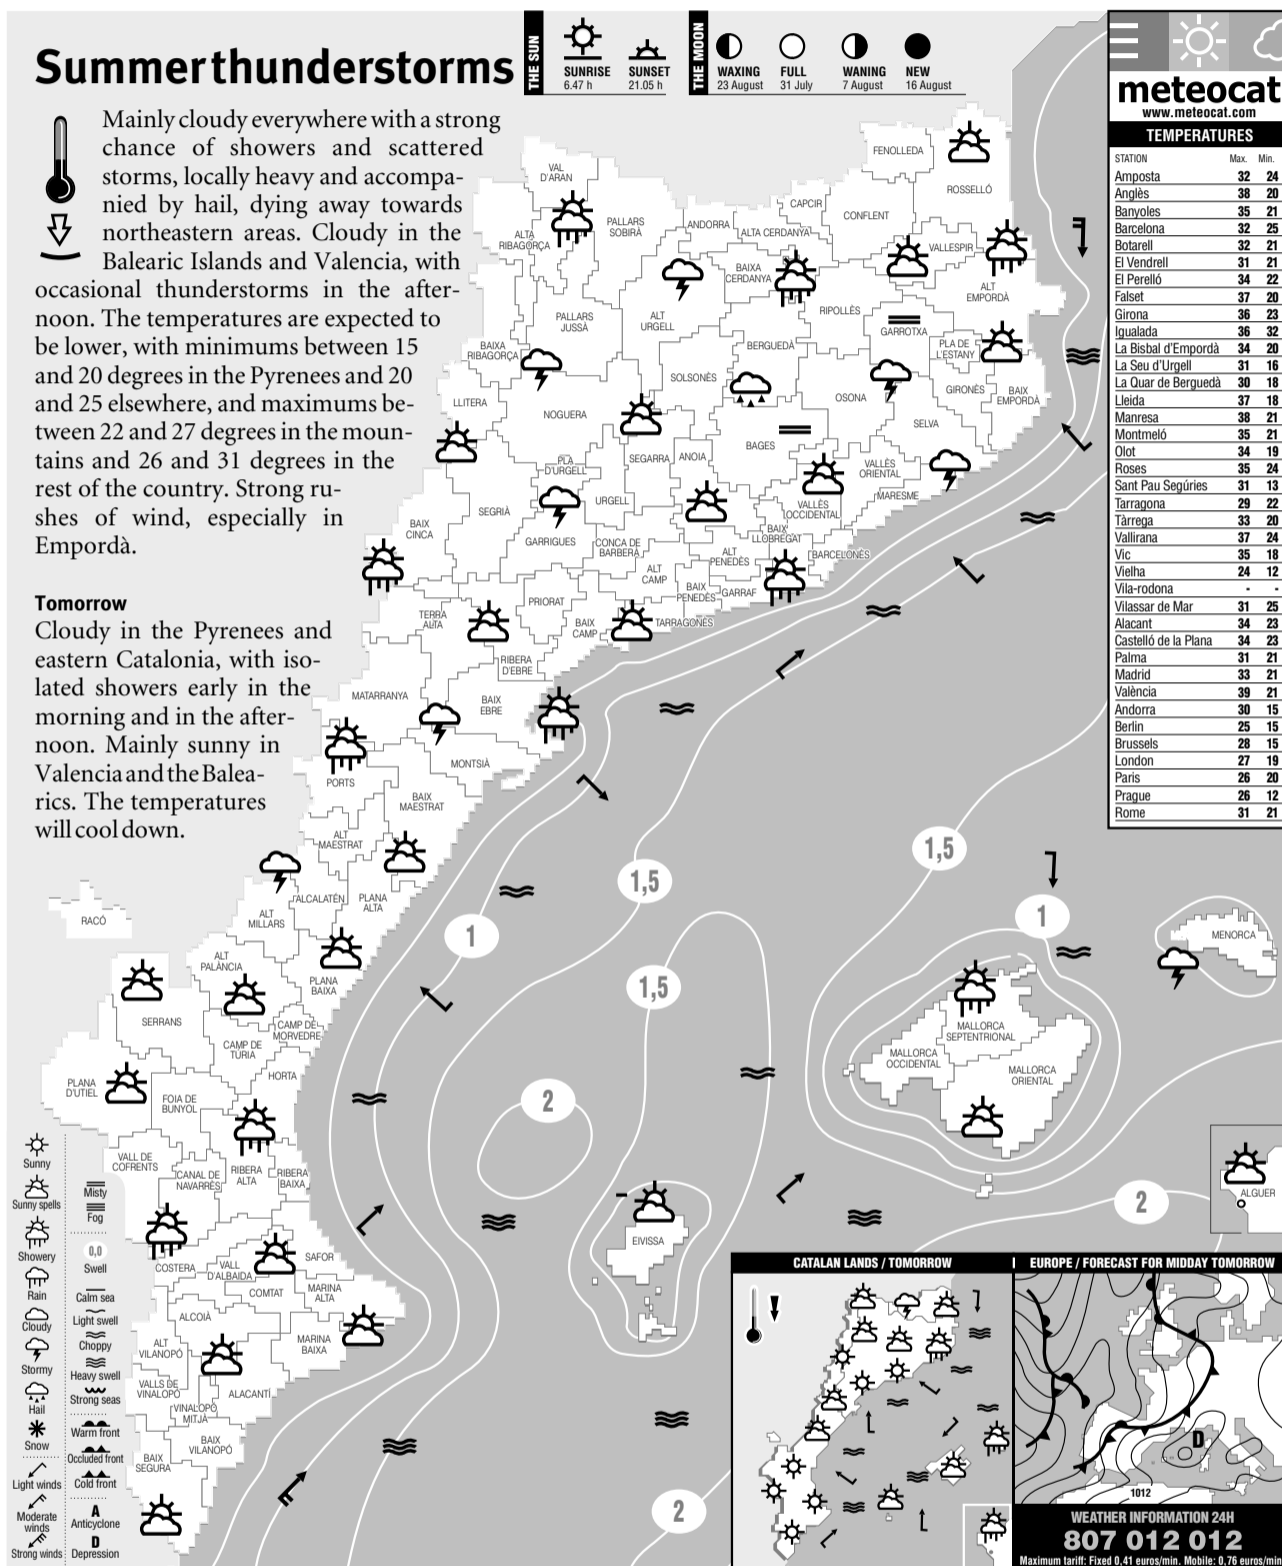 Summer thunderstorms
THE SUN
SUNRISE
6.47 h
SUNSET
21.05 h
THE MOON
WAXING
23 August
FULL
31 July
WANING
7 August
NEW
16 August
Mainly cloudy everywhere with a strong
chance of showers and scattered
storms, locally heavy and accompa-
nied by hail, dying away towards
northeastern areas. Cloudy in the
Balearic Islands and Valencia, with
occasional thunderstorms in the after-
noon. The temperatures are expected to
be lower, with minimums between 15
and 20 degrees in the Pyrenees and 20
and 25 elsewhere, and maximums be-
tween 22 and 27 degrees in the moun-
tains and 26 and 31 degrees in the
rest of the country. Strong ru-
shes of wind, especially in
Empordà.
Tomorrow
Cloudy in the Pyrenees and
eastern Catalonia, with iso-
lated showers early in the
morning and in the after-
noon. Mainly sunny in
Valencia and the Balea-
rics. The temperatures
will cool down.
meteocat
www.meteocat.com
TEMPERATURES
STATION Max. Min.
Amposta 32 24
Anglès 38 20
Banyoles 35 21
Barcelona 32 25
Botarell 32 21
El Vendrell 31 21
El Perelló 34 22
Falset 37 20
Girona 36 23
Igualada 36 32
La Bisbal d'Empordà 34 20
La Seu d'Urgell 31 16
La Quar de Berguedà 30 18
Lleida 37 18
Manresa 38 21
Montmeló 35 21
Olot 34 19
Roses 35 24
Sant Pau Segúries 31 13
Tarragona 29 22
Tàrrega 33 20
Vallirana 37 24
Vic 35 18
Vielha 24 12
Vila-rodona - -
Vilassar de Mar 31 25
Alacant 34 23
Castelló de la Plana 34 23
Palma 31 21
Madrid 33 21
València 39 21
Andorra 30 15
Berlin 25 15
Brussels 28 15
London 27 19
Paris 26 20
Prague 26 12
Rome 31 21
FENOLLEDA
VAL
D'ARAN
ROSSELLÓ
CAPCIR
CONFLENT
PALLARS
SOBIRÀ
ANDORRA
ALTA CERDANYA
ALTA
RIBAGORÇA
VALLESPIR
BAIXA
CERDANYA
ALT
EMPORDÀ
PALLARS
JUSSÀ
ALT
URGELL
RIPOLLÈS
GARROTXA
BERGUEDÀ
PLA DE
L'ESTANY
BAIXA
RIBAGORÇA
SOLSONÈS
LLITERA
NOGUERA
OSONA
GIRONÈS
BAIX
EMPORDÀ
SELVA
BAGES
SEGARRA
ANOIA
PLA
D'URGELL
VALLÈS
ORIENTAL
MARESME
VALLÈS
OCCIDENTAL
URGELL
SEGRIÀ
BAIX
CINCA
GARRIGUES
CONCA DE
BARBERÀ
BAIX
LLOBREGAT
BARCELONÈS
ALT
PENEDÈS
ALT
CAMP
BAIX
PENEDÈS
GARRAF
PRIORAT
TERRA
ALTA
BAIX
CAMP
TARRAGONÈS
RIBERA
D'EBRE
MATARRANYA
BAIX
EBRE
MONTSIÀ
PORTS
BAIX
MAESTRAT
ALT
MAESTRAT
1,5
1,5
1
1
1,5
2
2
2
L'ALCALATÉN
PLANA
ALTA
ALT
MILLARS
RACÓ
ALT
PALÀNCIA
PLANA
BAIXA
SERRANS
CAMP DE
MORVEDRE
CAMP DE
TÚRIA
HORTA
PLANA
D'UTIEL
FOIA DE
BUNYOL
VALL DE
COFRENTS
CANAL DE
NAVARRÉS
RIBERA
ALTA
RIBERA
BAIXA
COSTERA
VALL
D'ALBAIDA
SAFOR
COMTAT
MARINA
ALTA
ALCOIÀ
ALT
VINALOPÓ
MARINA
BAIXA
VALLS DE
VINALOPÓ
ALACANTÍ
VINALOPÓ
MITJÀ
BAIX
VILANOPÓ
BAIX
SEGURA
MENORCA
MALLORCA
SEPTENTRIONAL
MALLORCA
OCCIDENTAL
MALLORCA
ORIENTAL
EIVISSA
ALGUER
Sunny
Sunny spells
Showery
Rain
Cloudy
Stormy
Hail
Snow
Light winds
Moderate
winds
Strong winds
Misty
Fog
0,0
Swell
Calm sea
Light swell
Choppy
Heavy swell
Strong seas
Warm front
Occluded front
Cold front
A
Anticyclone
D
Depression
CATALAN LANDS / TOMORROW
EUROPE / FORECAST FOR MIDDAY TOMORROW
D
1012
WEATHER INFORMATION 24H
807 012 012
Maximum tariff: Fixed 0,41 euros/min. Mobile: 0,76 euros/min